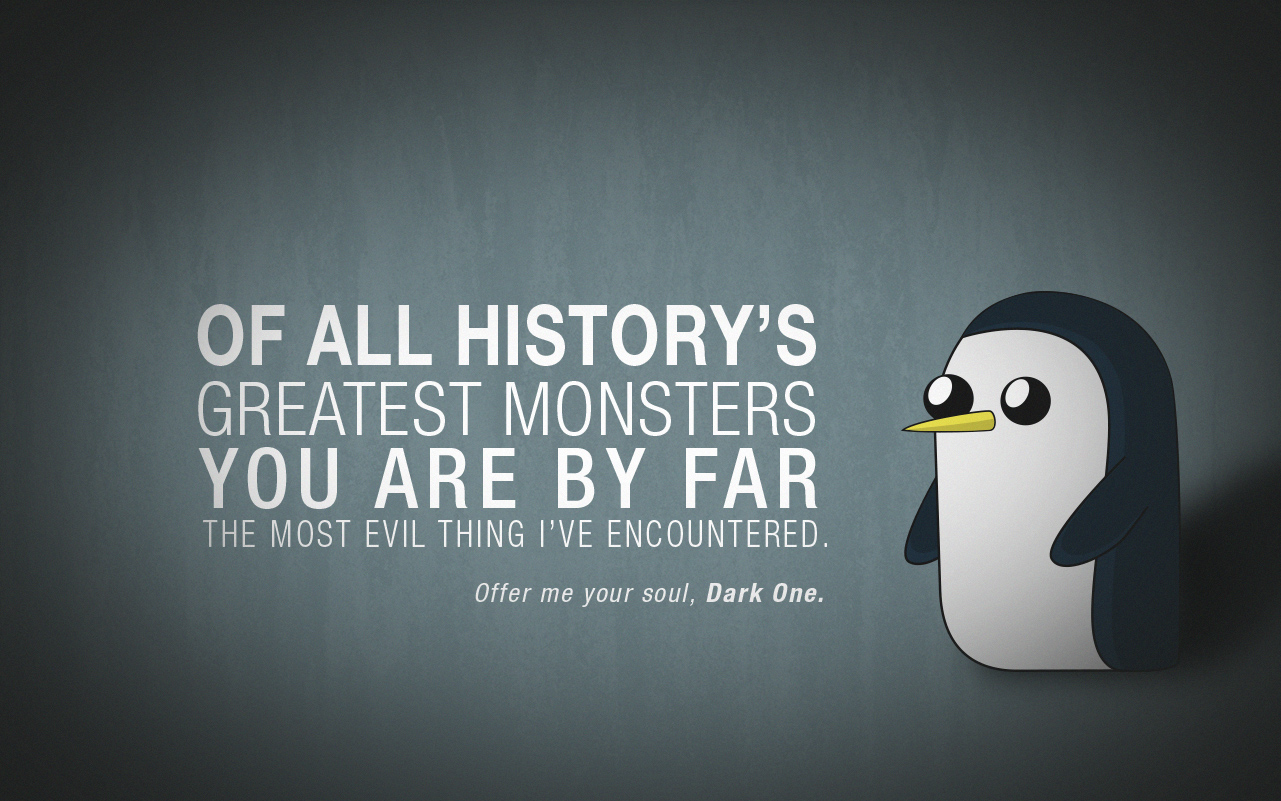 OF ALL HISTORY’S
GREATEST MONSTERS
YOU ARE BY FAR
THE MOST EVIL THING I’VE ENCOUNTERED.
Offer me your soul, Dark One.